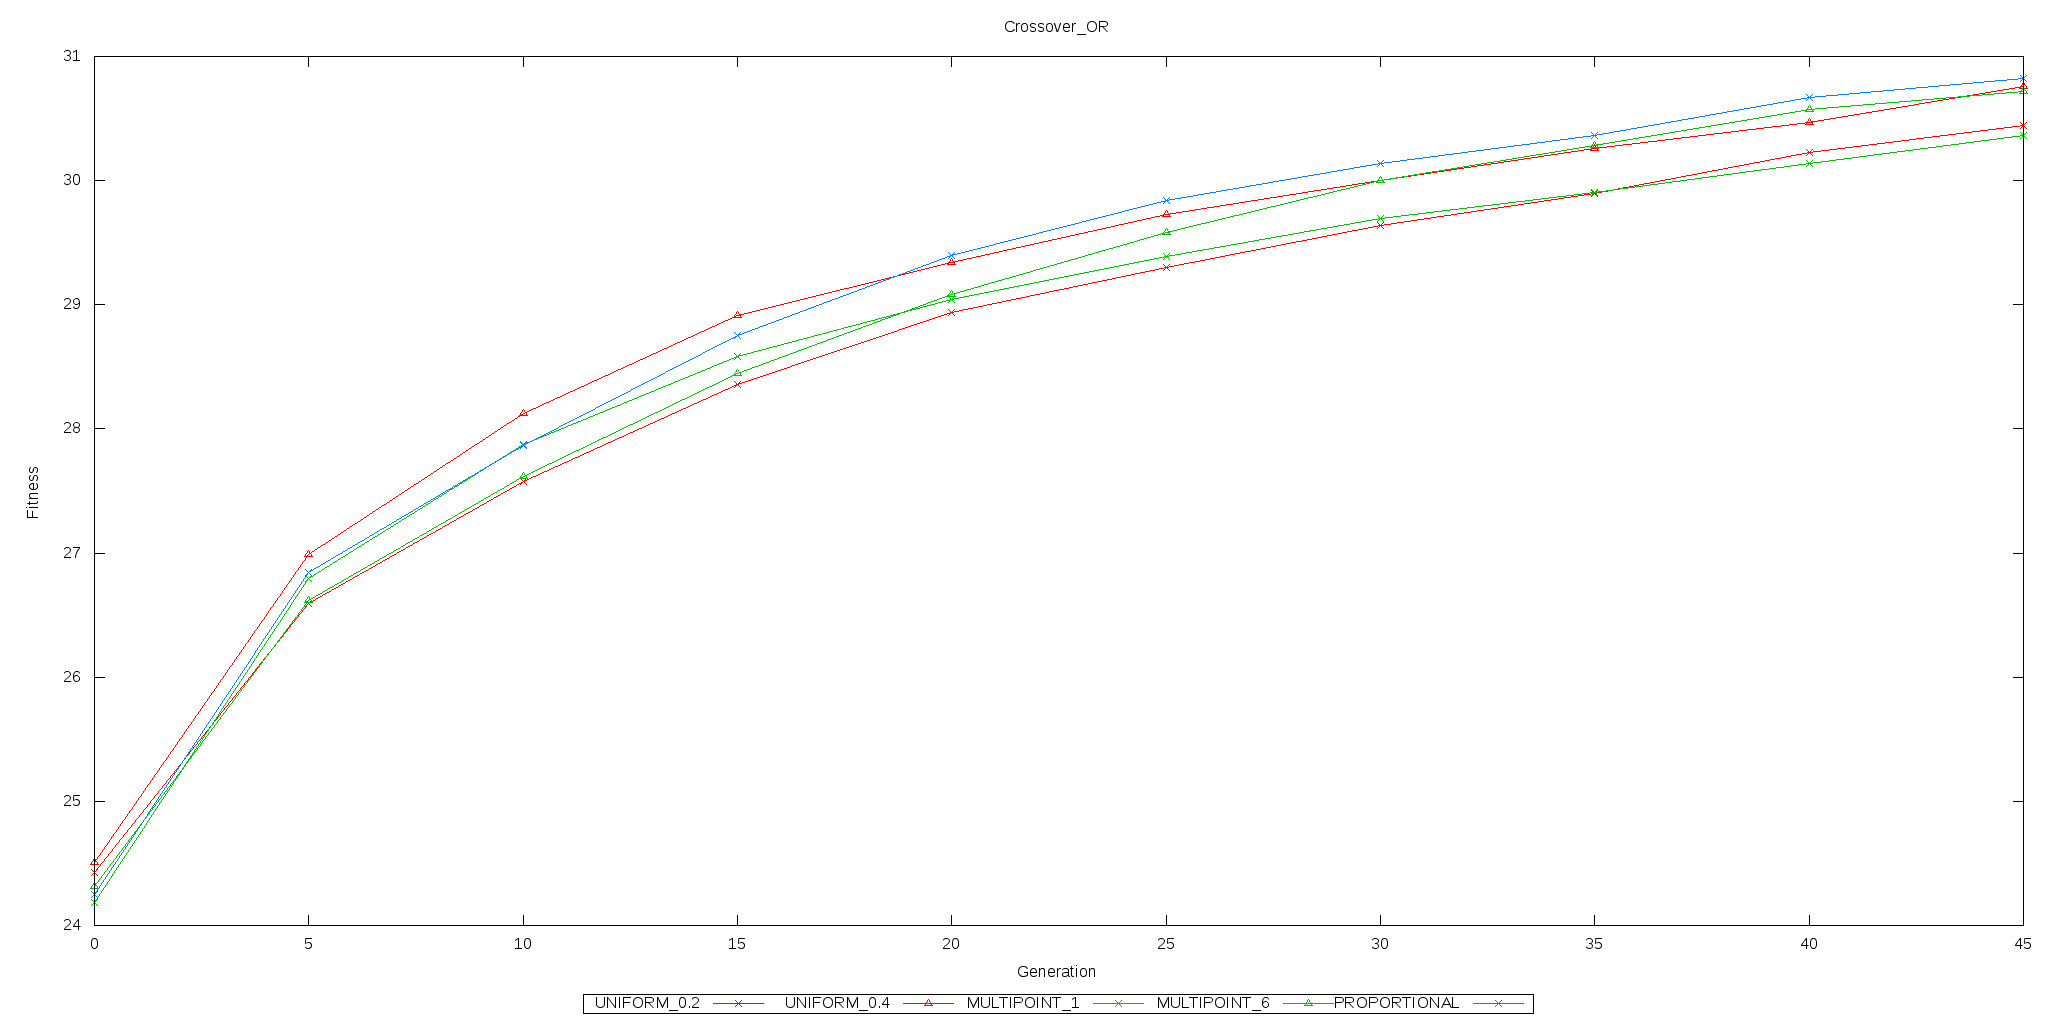 Crossover_OR
31
30
29
28
27
26
25
24
Fitness
0 5 10 15 20 25 30 35 40 45
Generation
UNIFORM_0.2 UNIFORM_0.4 MULTIPOINT_1 MULTIPOINT_6 PROPORTIONAL